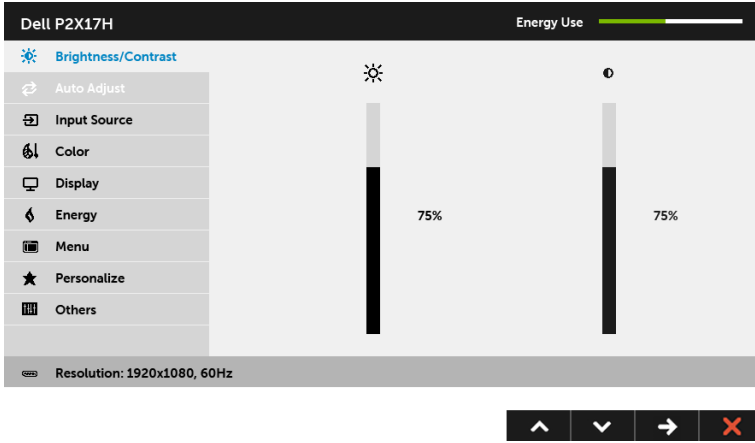 Dell P2X17H
Energy Use
Brightness/Contrast
Auto Adjust
Input Source
Color
Display
Energy
Menu
Personalize
Others
75%
75%
Resolution: 1920x1080, 60Hz